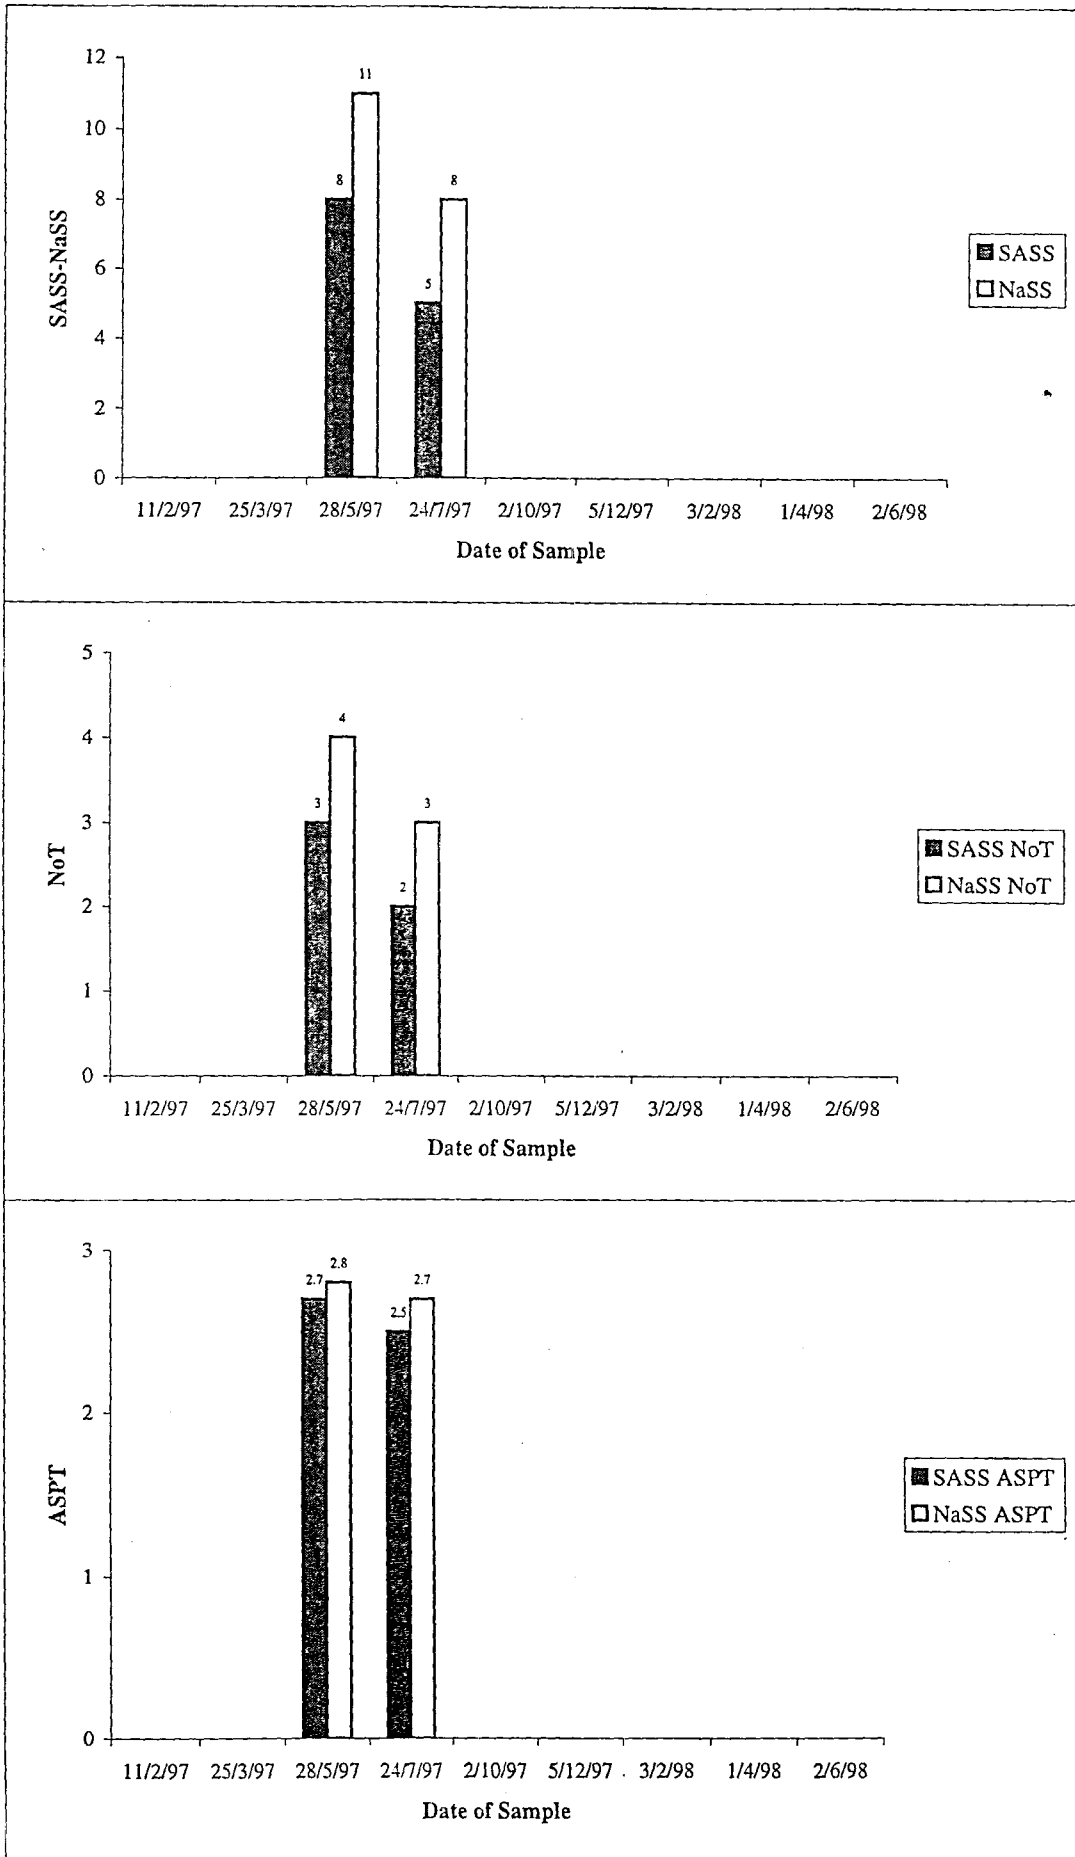 12
10
8
6
4
2
0
SASS-NaSS
8
11
5
8
11/2/97 25/3/97 28/5/97 24/7/97 2/10/97 5/12/97 3/2/98 1/4/98 2/6/98
Date of Sample
SASS
NaSS
5
4
3
2
1
0
NoT
3
4
2
3
11/2/97 25/3/97 28/5/97 24/7/97 2/10/97 5/12/97 3/2/98 1/4/98 2/6/98
Date of Sample
SASS NoT
NaSS NoT
3
2
1
0
ASPT
2.7
2.8
2.5
2.7
11/2/97 25/3/97 28/5/97 24/7/97 2/10/97 5/12/97 3/2/98 1/4/98 2/6/98
Date of Sample
SASS ASPT
NaSS ASPT